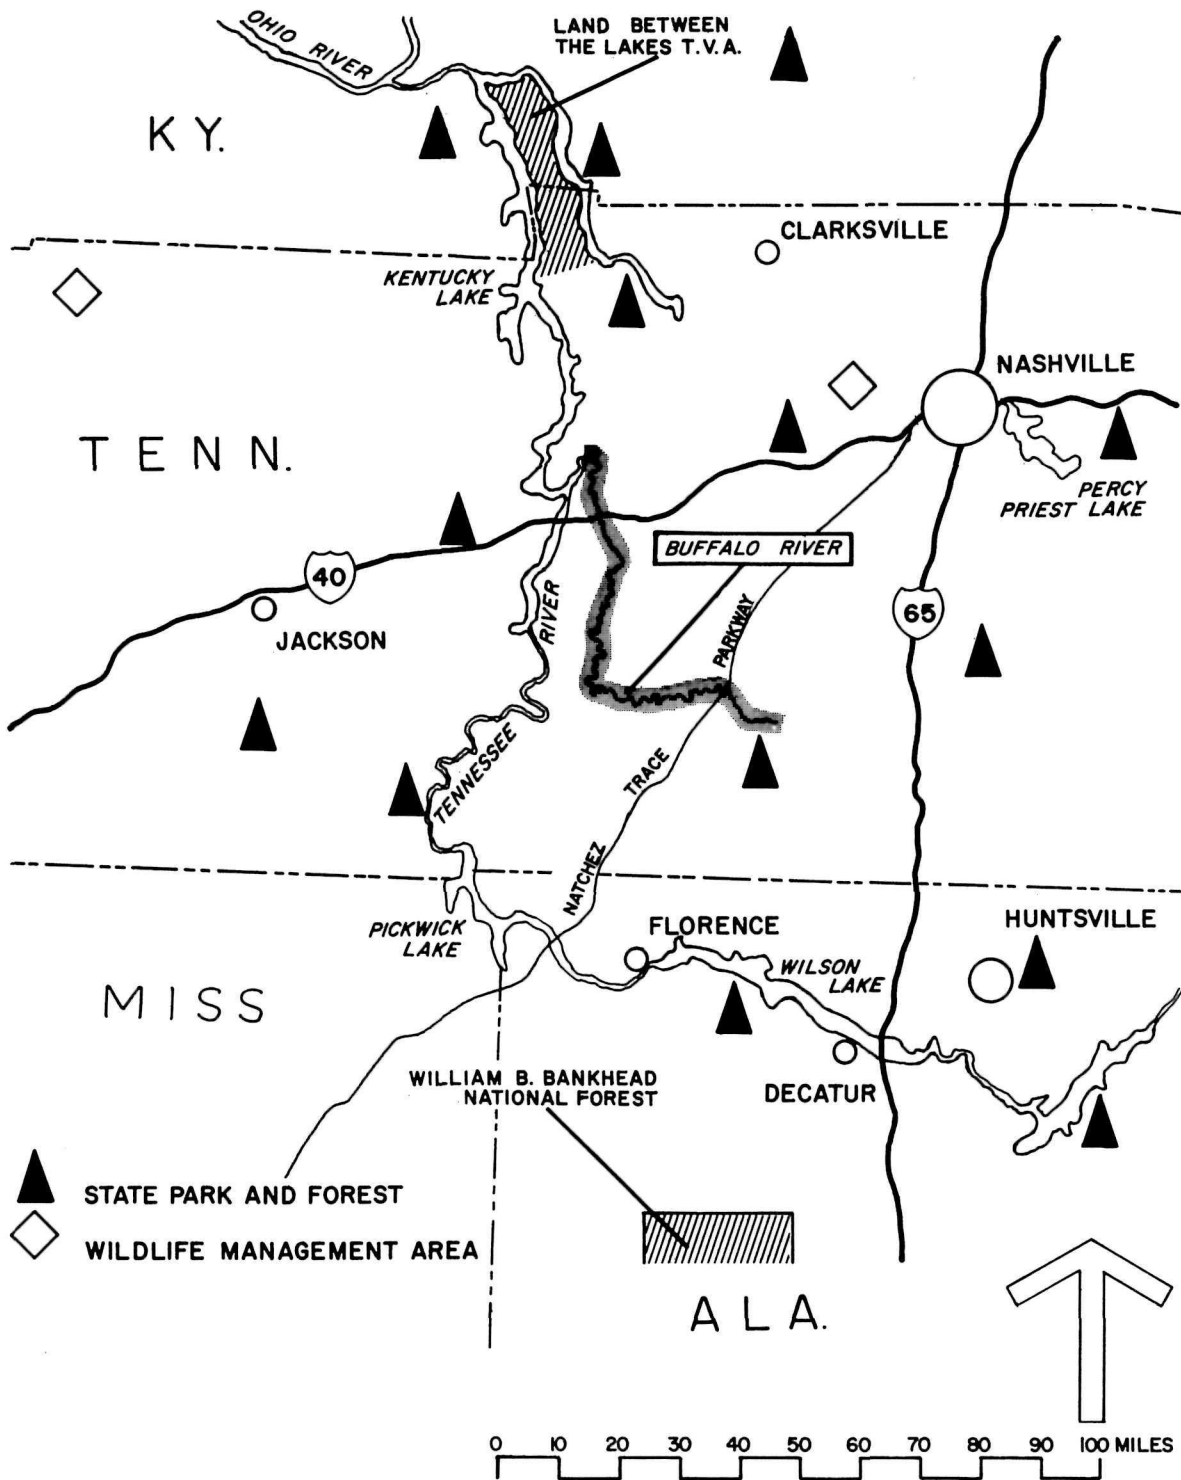 OHIO RIVER
LAND BETWEEN
THE LAKES T.V.A.
KY.
CLARKSVILLE
KENTUCKY
LAKE
NASHVILLE
TENN.
PERCY
PRIEST LAKE
BUFFALO RIVER
40
65
JACKSON
RIVER
PARKWAY
TENNESSEE
TRACE
NATCHEZ
PICKWICK
LAKE
FLORENCE
HUNTSVILLE
WILSON
LAKE
MISS
WILLIAM B. BANKHEAD
NATIONAL FOREST
DECATUR
STATE PARK AND FOREST
WILDLIFE MANAGEMENT AREA
ALA.
0 10 20 30 40 50 60 70 80 90 100 MILES